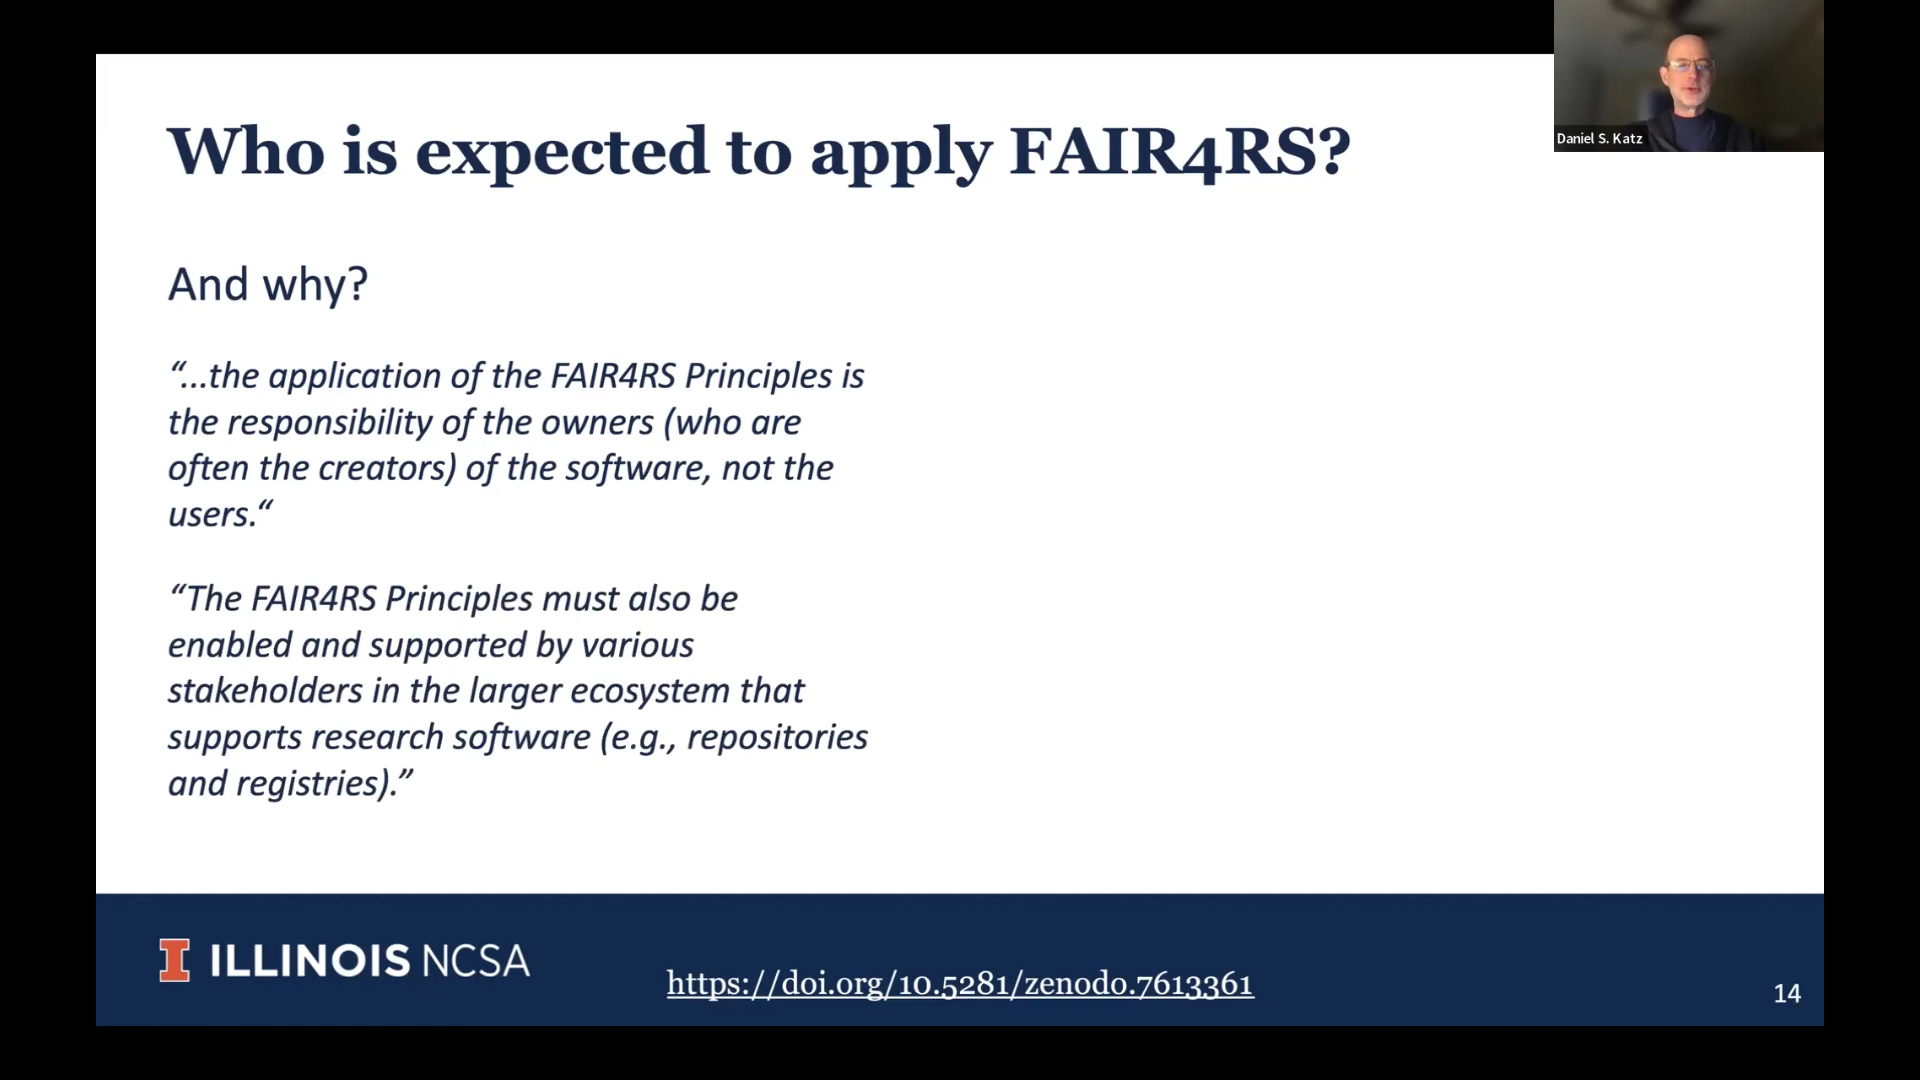 Who is expected to apply FAIR4RS?
Daniel S. Katz
And why?
“...the application of the FAIR4RS Principles is
the responsibility of the owners (who are
often the creators) of the software, not the
users.“
“The FAIR4RS Principles must also be
enabled and supported by various
stakeholders in the larger ecosystem that
supports research software (e.g., repositories
and registries).”
I ILLINOIS NCSA
https://doi.org/10.5281/zenodo.7613361
14